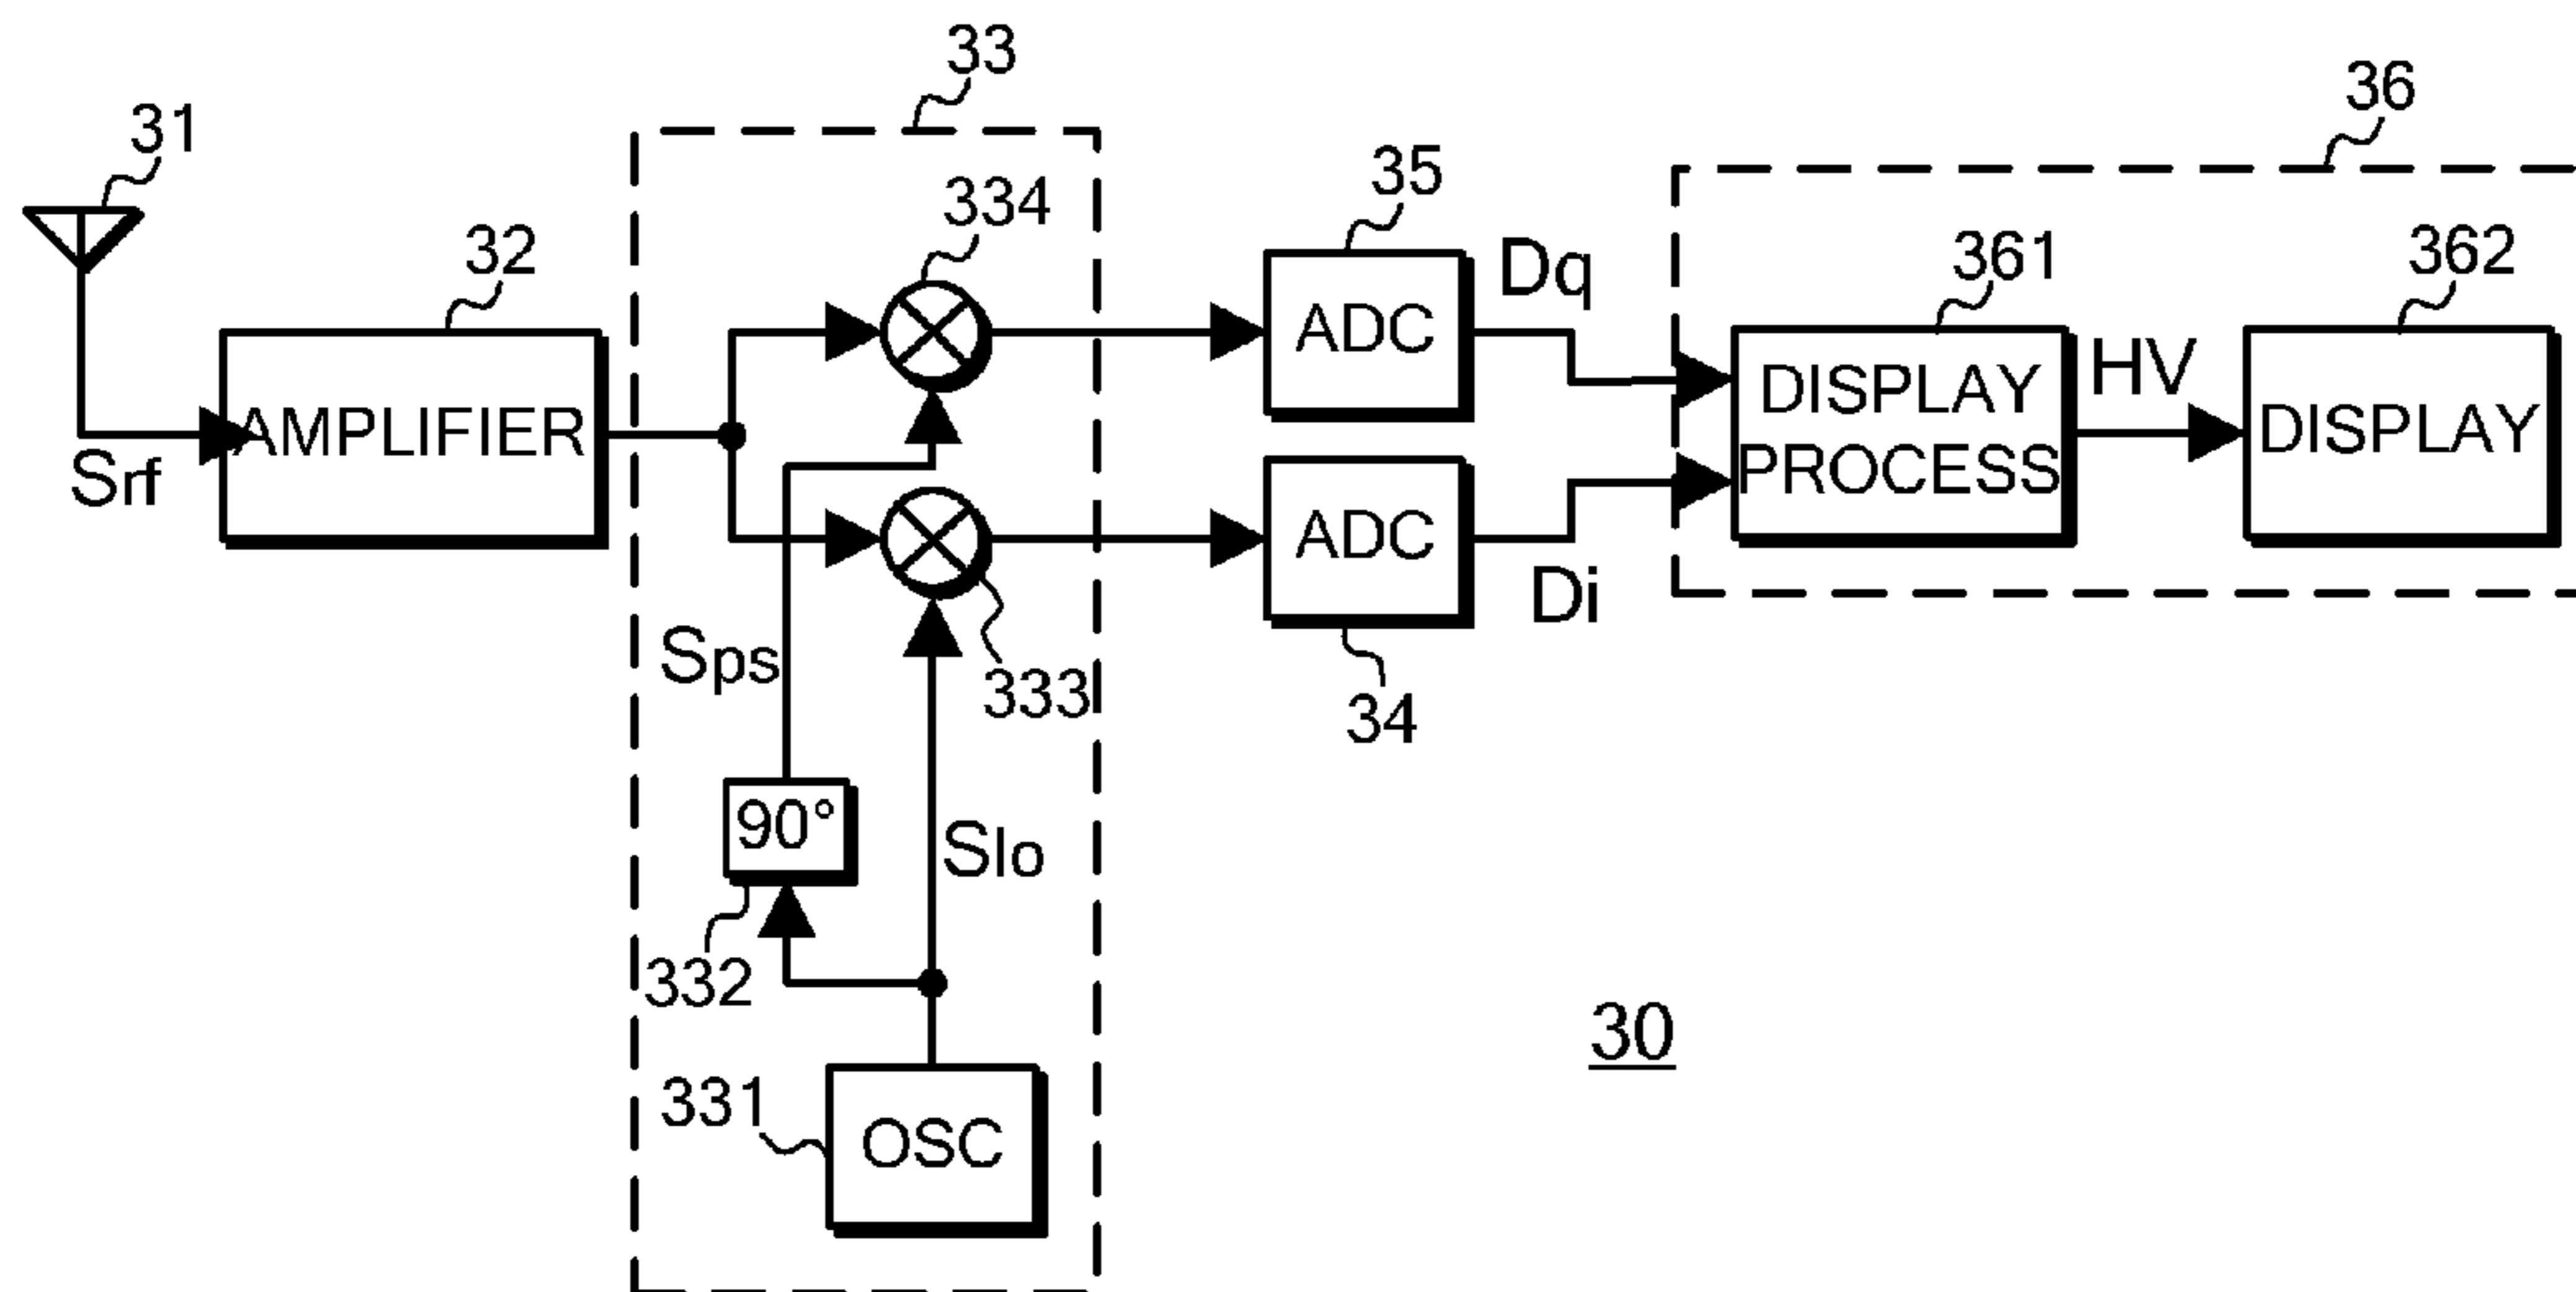 33
36
31
35
334
32
361
362
Dq
ADC
HV
DISPLAY
PROCESS
AMPLIFIER
DISPLAY
Srf
ADC
Di
Sps
333
34
90°
Slo
332
30
331
OSC